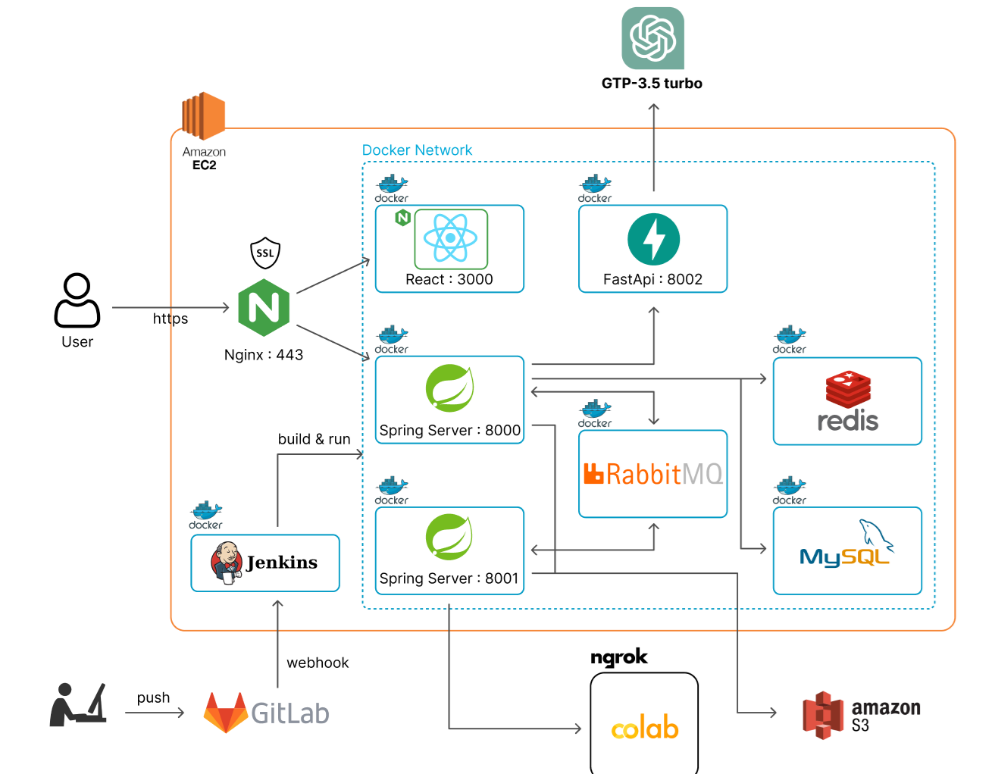 GTP-3.5 turbo
Amazon
EC2
Docker Network
docker
docker
React : 3000
FastApi : 8002
SSL
User
https
Nginx : 443
docker
docker
Spring Server : 8000
redis
docker
RabbitMQ
build & run
docker
docker
Spring Server : 8001
MySQL
docker
Jenkins
webhook
push
GitLab
ngrok
colab
amazon
S3